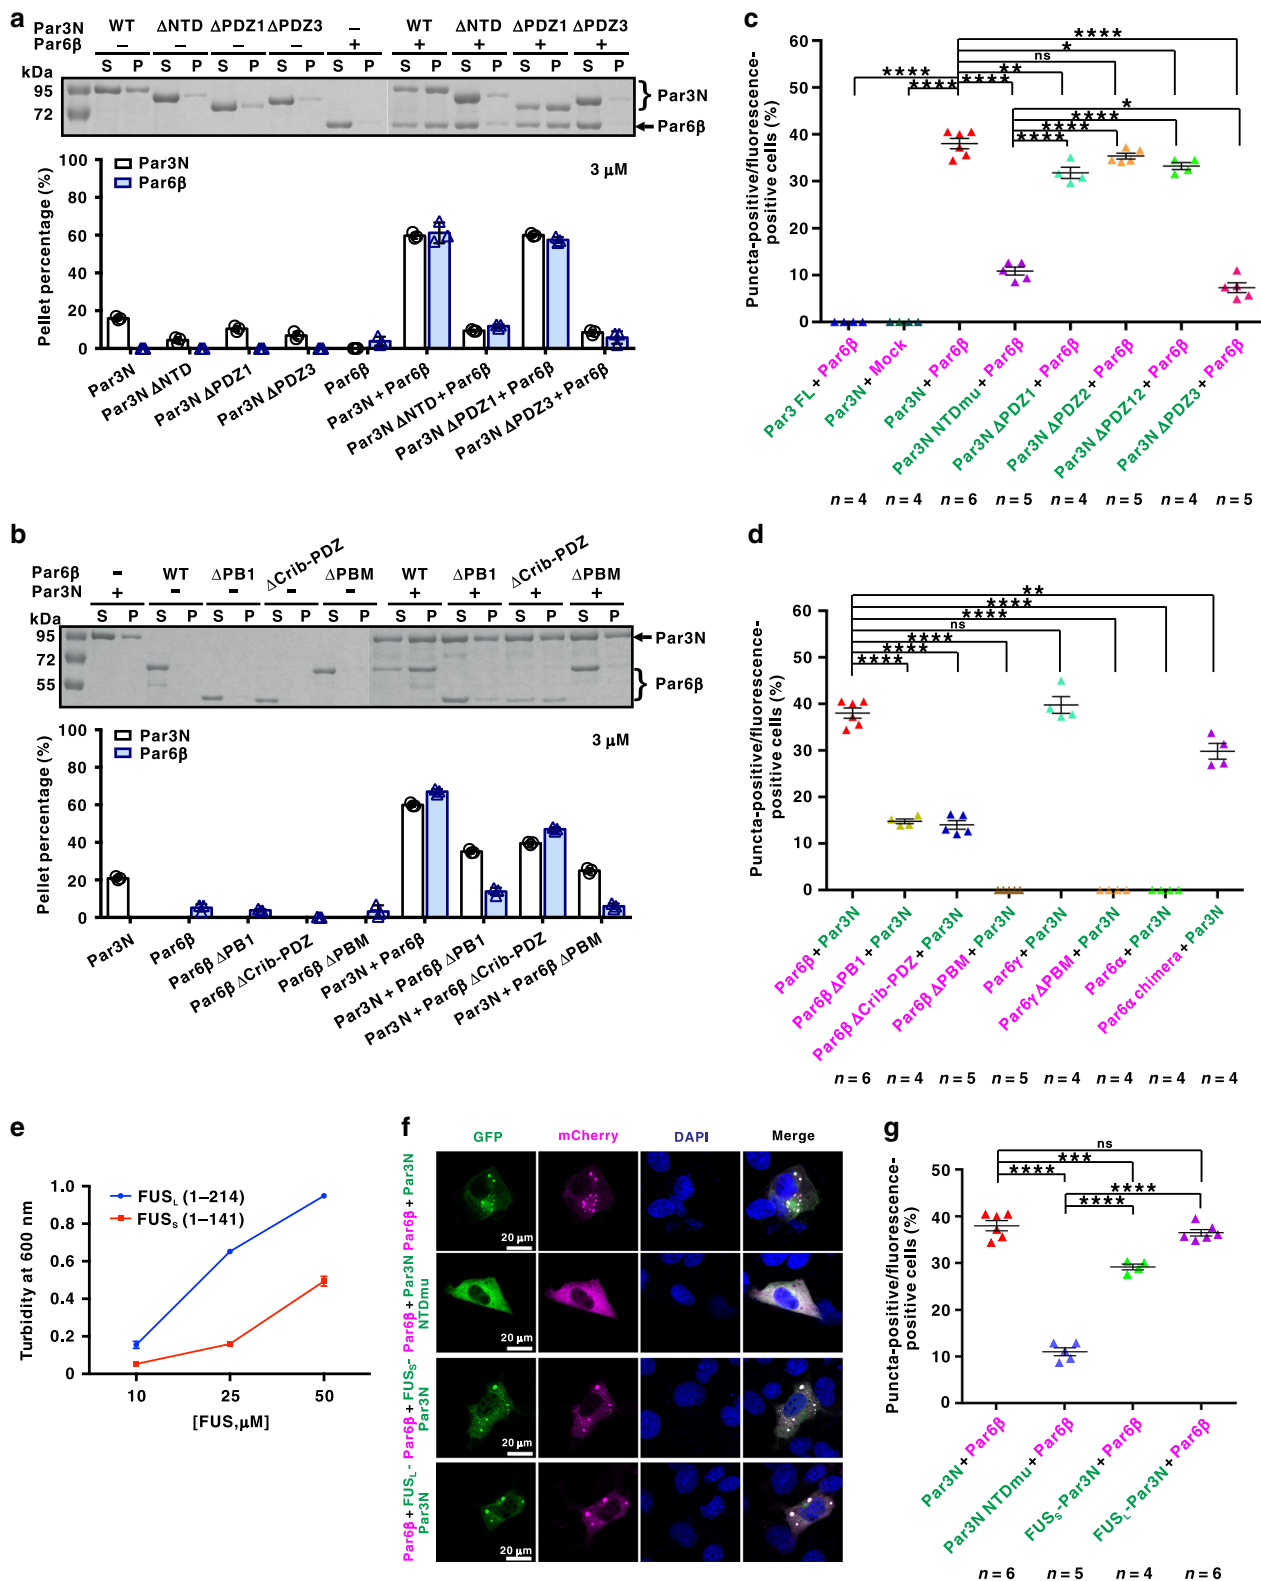 a
Par3N WT ΔNTD ΔPDZ1 ΔPDZ3 – WT ΔNTD ΔPDZ1 ΔPDZ3
Par6β – – – – + + + + +
kDa S P S P S P S P S P S P S P S P S P
95
72
Par3N
Par6β
Pellet percentage (%)
100
80
60
40
20
0
Par3N
Par6β
3 μM
Par3N
Par3N ΔNTD
Par3N ΔPDZ1
Par3N ΔPDZ3
Par6β
Par3N + Par6β
Par3N ΔNTD + Par6β
Par3N ΔPDZ1 + Par6β
Par3N ΔPDZ3 + Par6β
b
Par6β – WT ΔPB1 ΔCrib-PDZ ΔPBM WT ΔPB1 ΔCrib-PDZ ΔPBM
Par3N + – – – – + + + +
kDa S P S P S P S P S P S P S P S P S P
95
72
55
Par3N
Par6β
Pellet percentage (%)
100
80
60
40
20
0
Par3N
Par6β
3 μM
Par3N
Par6β
Par6β ΔPB1
Par6β ΔCrib-PDZ
Par6β ΔPBM
Par3N + Par6β
Par3N + Par6β ΔPB1
Par3N + Par6β ΔCrib-PDZ
Par3N + Par6β ΔPBM
c
Puncta-positive/fluorescence-
positive cells (%)
60
50
40
30
20
10
0
****
*
ns
**
****
****
****
*
****
****
****
Par3 FL + Par6β
Par3N + Mock
Par3N + Par6β
Par3N NTDmu + Par6β
Par3N ΔPDZ1 + Par6β
Par3N ΔPDZ2 + Par6β
Par3N ΔPDZ12 + Par6β
Par3N ΔPDZ3 + Par6β
n = 4 n = 4 n = 6 n = 5 n = 4 n = 5 n = 4 n = 5
d
Puncta-positive/fluorescence-
positive cells (%)
60
50
40
30
20
10
0
**
****
****
ns
****
****
****
Par6β + Par3N
Par6β ΔPB1 + Par3N
Par6β ΔCrib-PDZ + Par3N
Par6β ΔPBM + Par3N
Par6γ + Par3N
Par6γ ΔPBM + Par3N
Par6α + Par3N
Par6α chimera + Par3N
n = 6 n = 4 n = 5 n = 5 n = 4 n = 4 n = 4 n = 4
e
Turbidity at 600 nm
1.0
0.8
0.6
0.4
0.2
0
FUSL (1–214)
FUSS (1–141)
10 25 50
[FUS,μM]
f
GFP mCherry DAPI Merge
Par6β + Par3N
20 μm 20 μm
Par6β + Par3N
NTDmu
20 μm 20 μm
Par6β + FUSS-
Par3N
20 μm 20 μm
Par6β + FUSL-
Par3N
20 μm 20 μm
g
Puncta-positive/fluorescence-
positive cells (%)
50
40
30
20
10
0
ns
***
****
****
****
Par3N + Par6β
Par3N NTDmu + Par6β
FUSS-Par3N + Par6β
FUSL-Par3N + Par6β
n = 6 n = 5 n = 4 n = 6